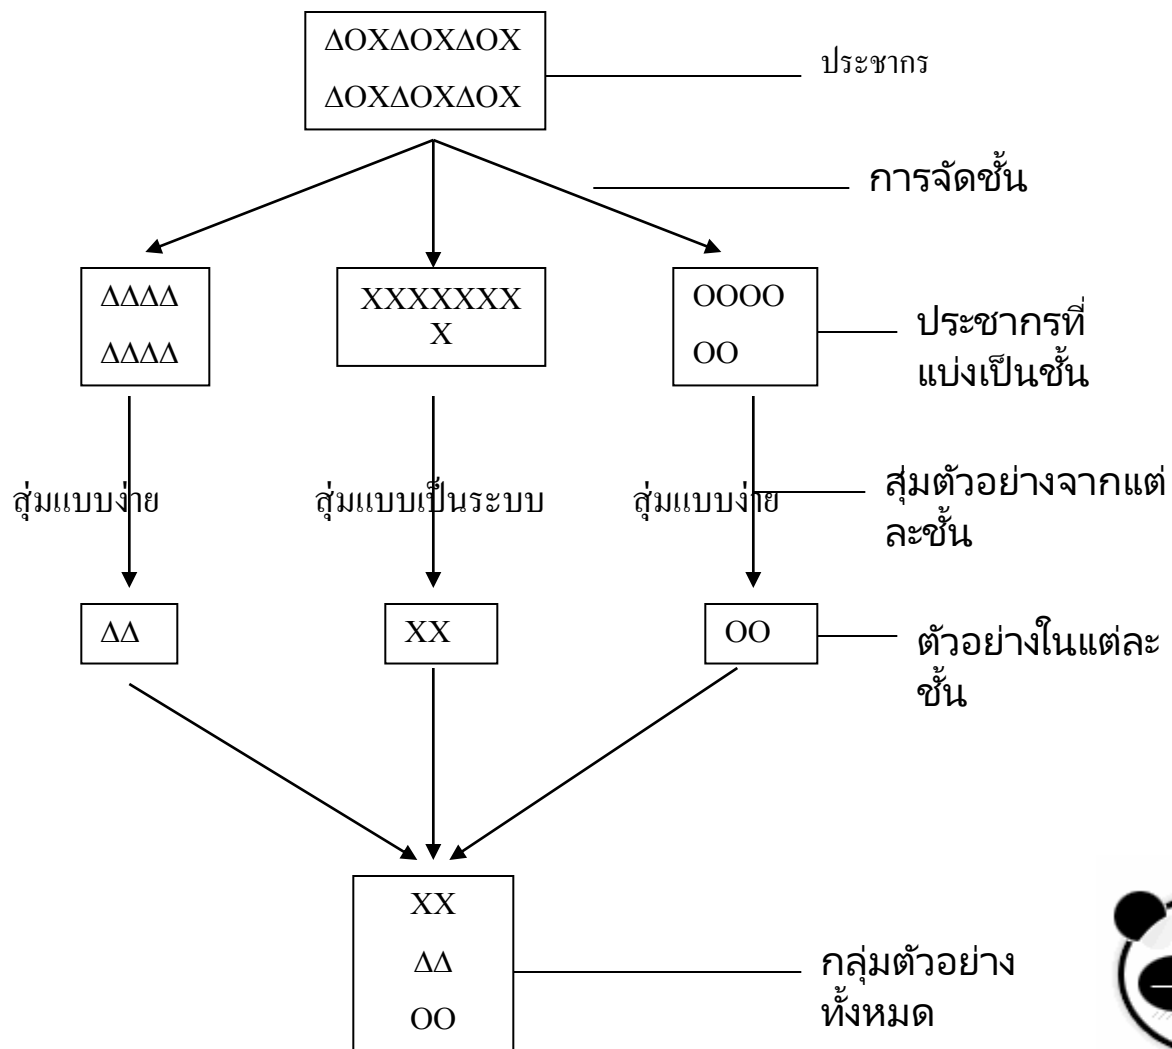 ΔOXΔOXΔOX
ΔOXΔOXΔOX
ประชากร
การจัดชั้น
ΔΔΔΔ
ΔΔΔΔ
XXXXXXX
X
OOOO
OO
ประชากรที่
แบ่งเป็นชั้น
สุ่มแบบง่าย
สุ่มแบบเป็นระบบ
สุ่มแบบง่าย
สุ่มตัวอย่างจากแต่
ละชั้น
ΔΔ
XX
OO
ตัวอย่างในแต่ละ
ชั้น
XX
ΔΔ
OO
กลุ่มตัวอย่าง
ทั้งหมด